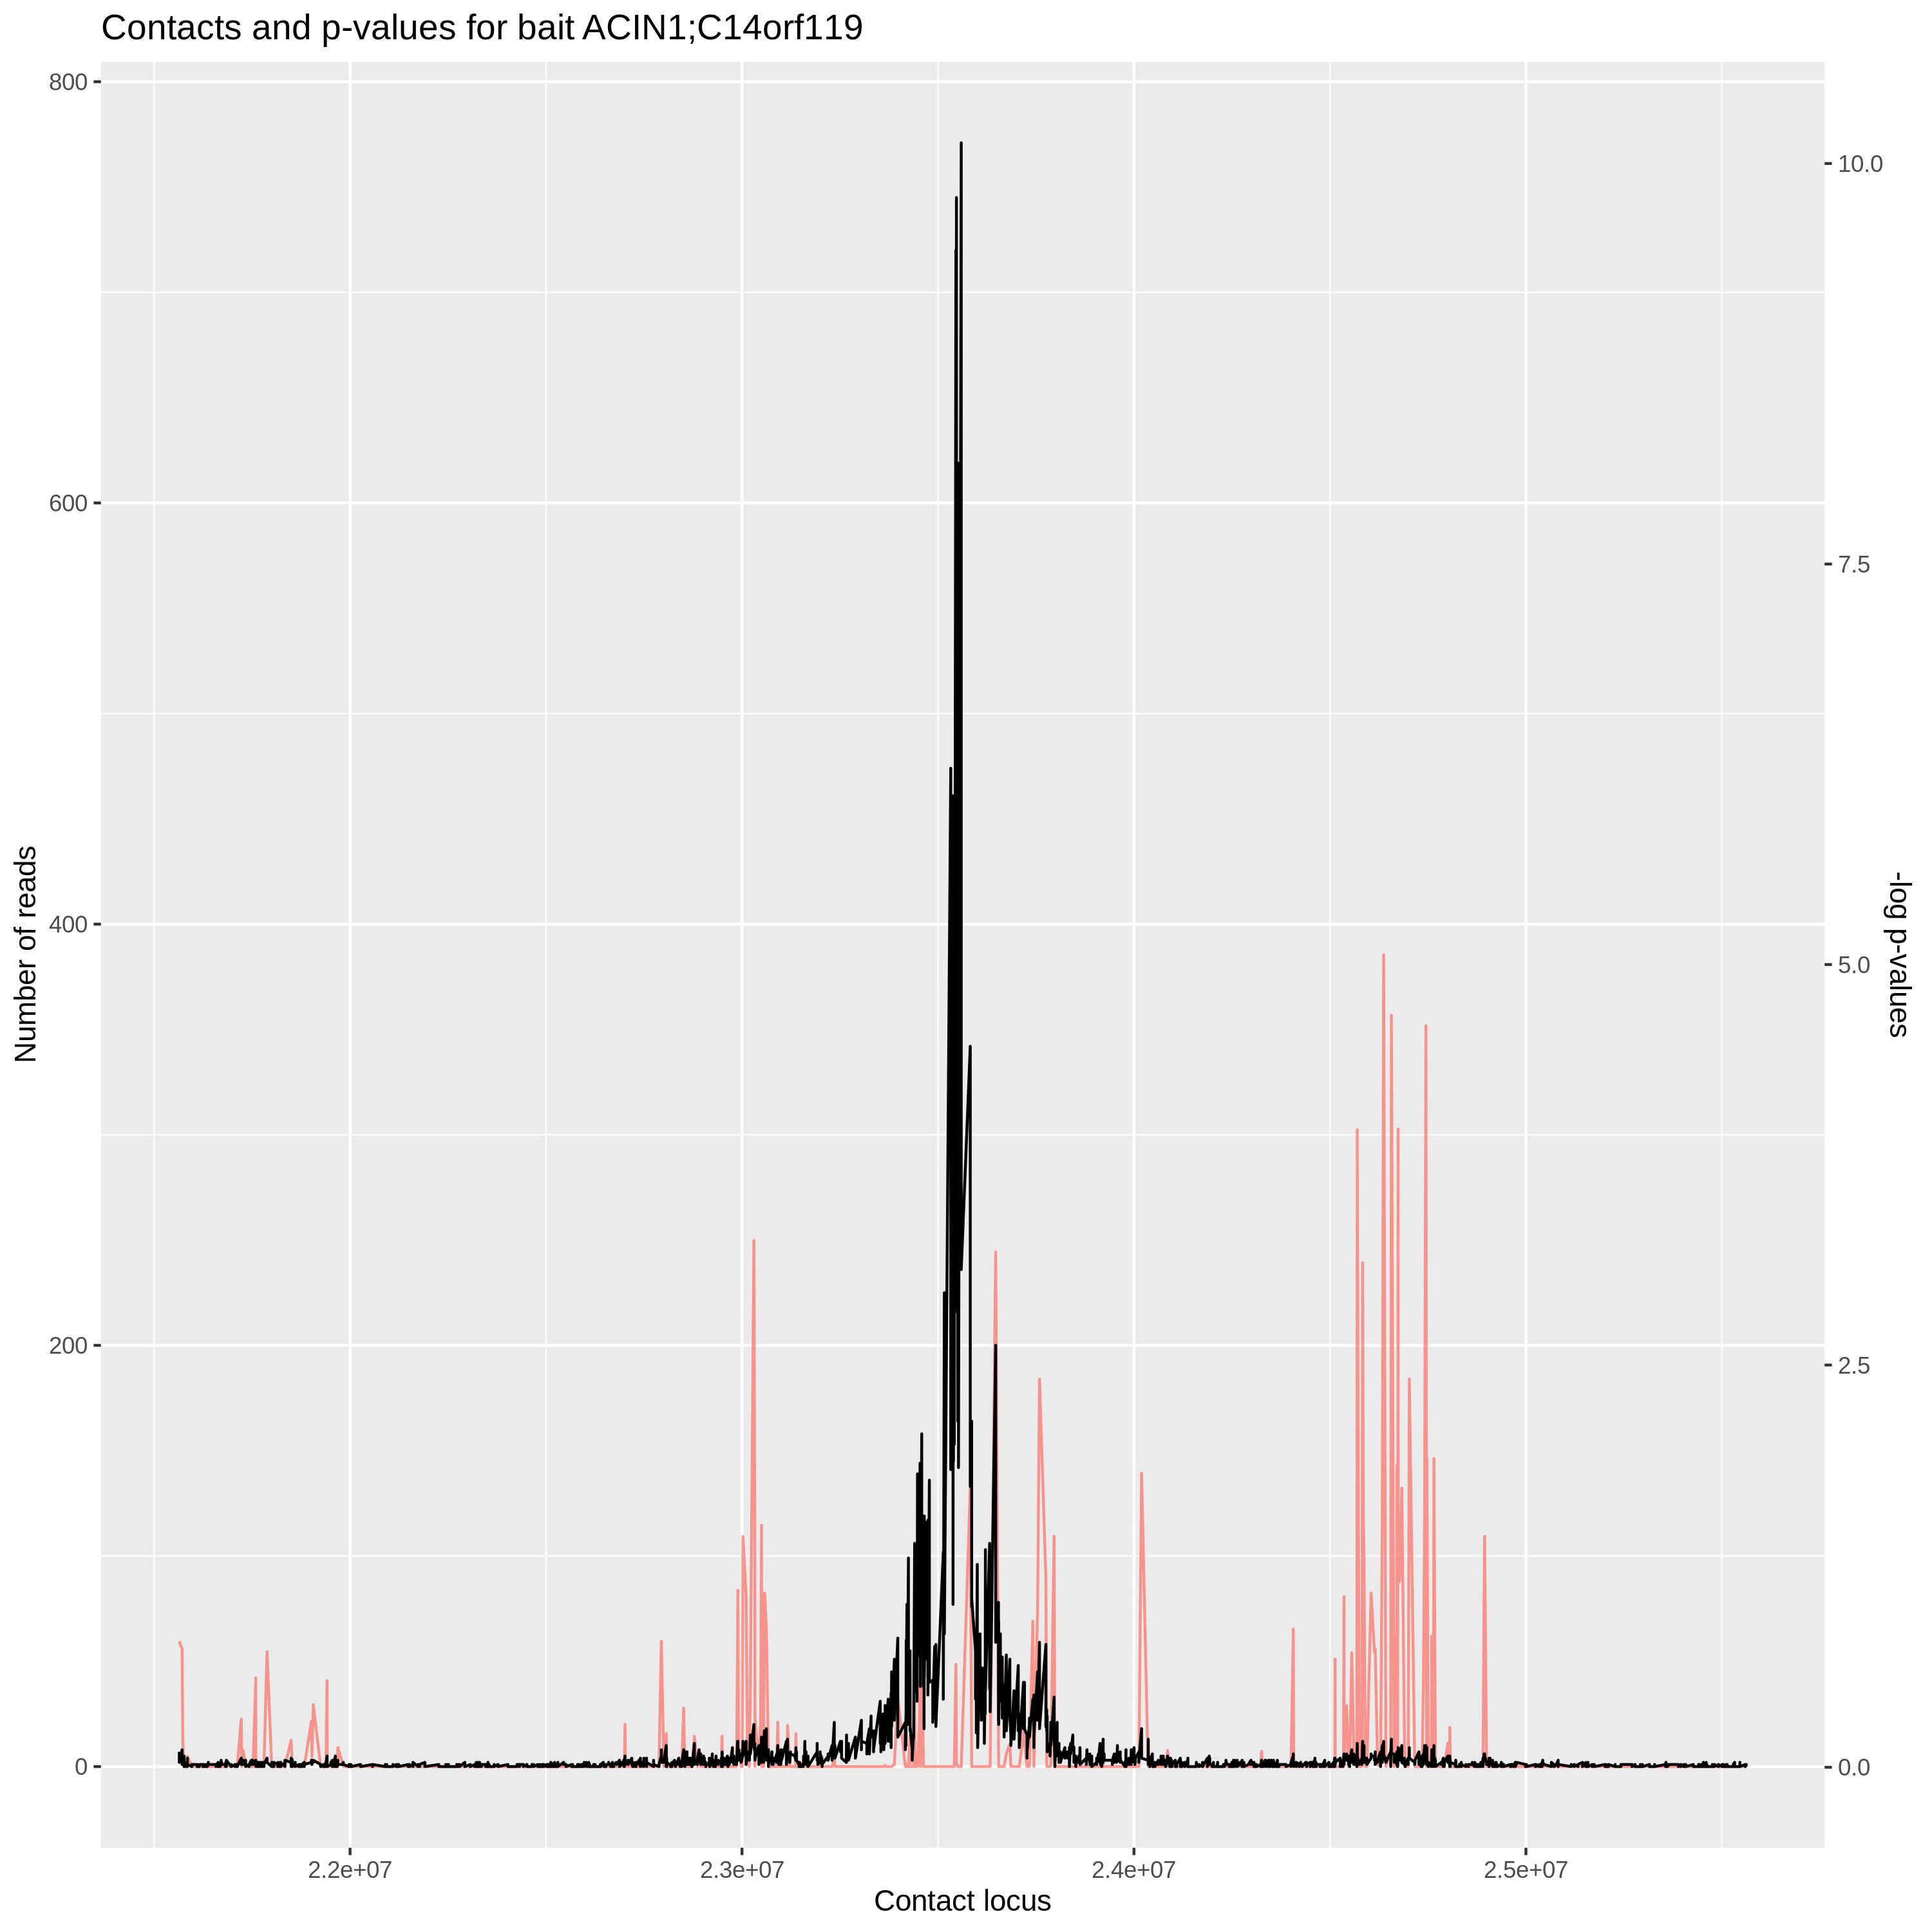 Contacts and p-values for bait ACIN1;C14orf119
800
600
400
200
0
Number of reads
10.0
7.5
5.0
2.5
0.0
-log p-values
2.2e+07
2.3e+07
2.4e+07
2.5e+07
Contact locus